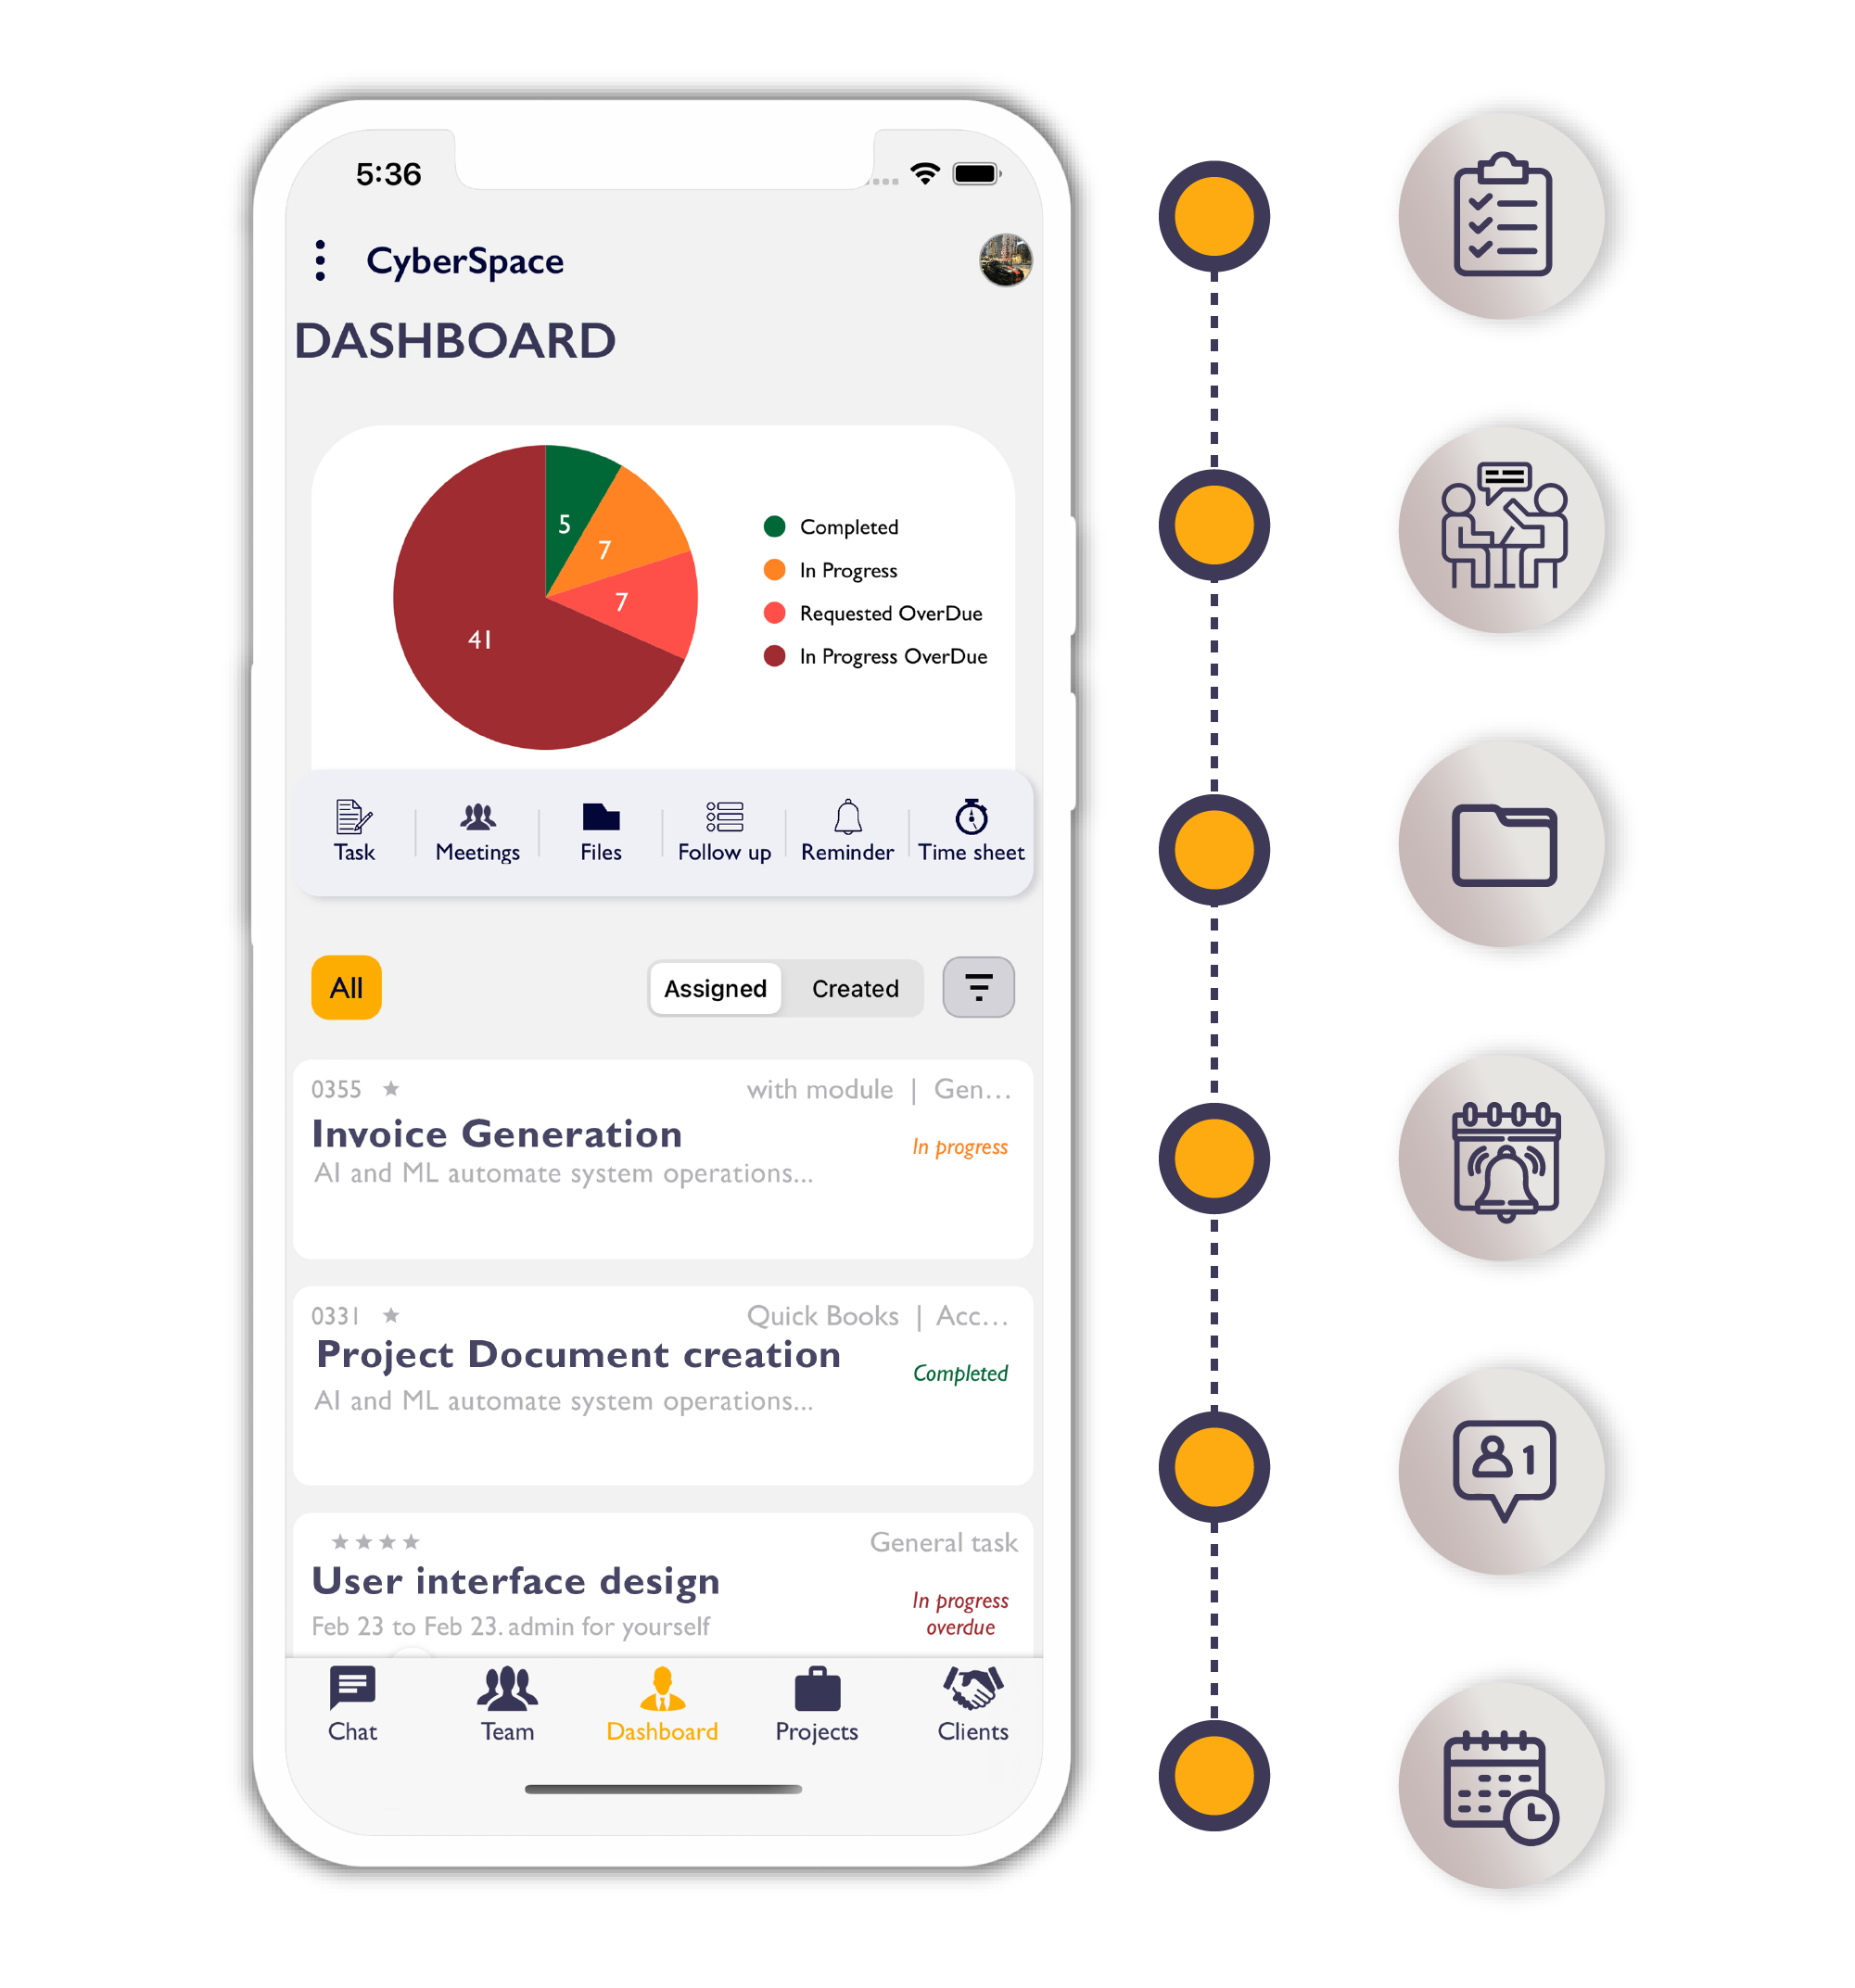 5:36
CyberSpace
DASHBOARD
5
7
7
41
Completed
In Progress
Requested OverDue
In Progress OverDue
Task Meetings Files Follow up Reminder Time sheet
All Assigned Created
0355 with module | Gen...
Invoice Generation
In progress
AI and ML automate system operations...
0331 Quick Books | Acc...
Project Document creation
Completed
AI and ML automate system operations...
General task
User interface design
In progress
overdue
Feb 23 to Feb 23. admin for yourself
Chat Team Dashboard Projects Clients
1